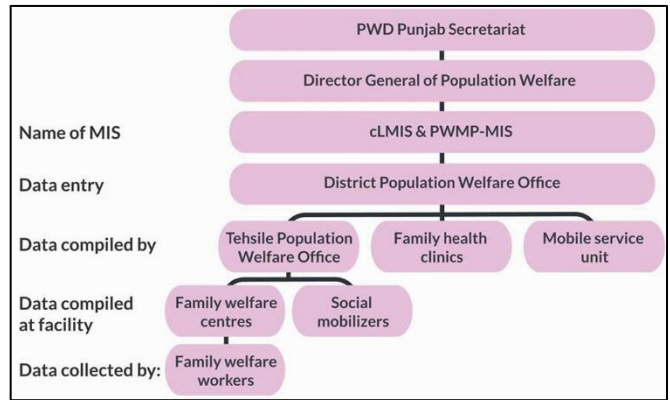 PWD Punjab Secretariat
Director General of Population Welfare
Name of MIS
cLMIS & PWMP-MIS
Data entry
District Population Welfare Office
Data compiled by
Tehsile Population
Welfare Office
Family health
clinics
Mobile service
unit
Data compiled
at facility
Family welfare
centres
Social
mobilizers
Data collected by:
Family welfare
workers